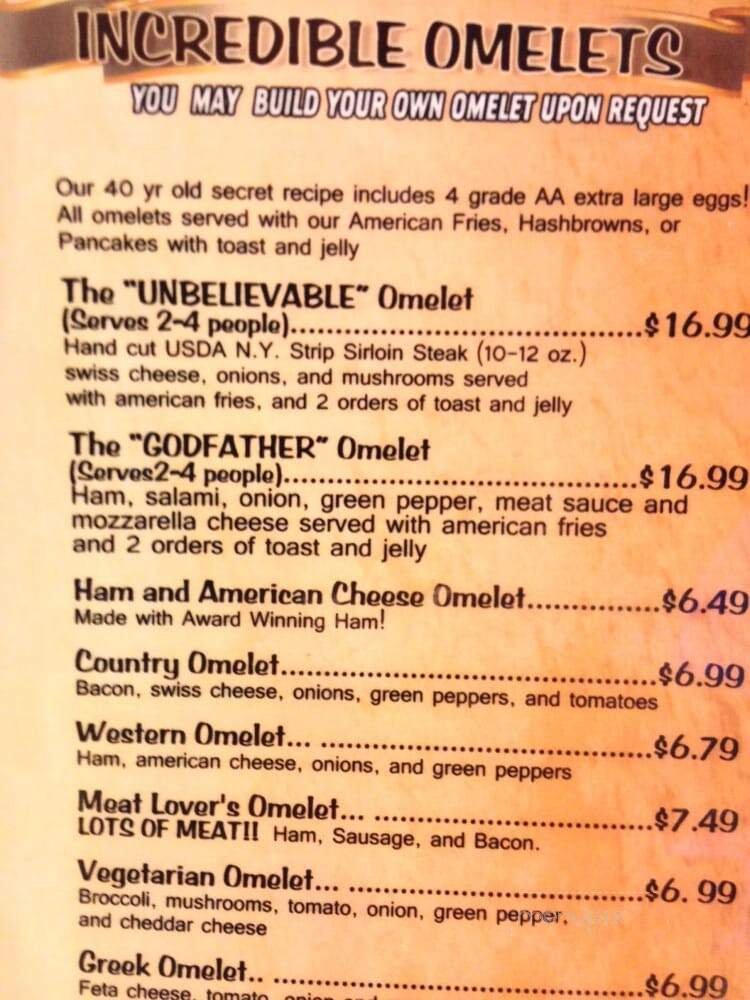 INCREDIBLE OMELETS
YOU MAY BUILD YOUR OWN OMELET UPON REQUEST
Our 40 yr old secret recipe includes 4 grade AA extra large eggs!
All omelets served with our American Fries, Hashbrowns, or
Pancakes with toast and jelly
The "UNBELIEVABLE" Omelet
(Serves 2-4 people)........................................$16.99
Hand cut USDA N.Y. Strip Sirloin Steak (10-12 oz.)
swiss cheese, onions, and mushrooms served
with american fries, and 2 orders of toast and jelly
The "GODFATHER" Omelet
(Serves2-4 people)........................................$16.99
Ham, salami, onion, green pepper, meat sauce and
mozzarella cheese served with american fries
and 2 orders of toast and jelly
Ham and American Cheese Omelet...............$6.49
Made with Award Winning Ham!
Country Omelet...........................................$6.99
Bacon, swiss cheese, onions, green peppers, and tomatoes
Western Omelet... ......................................$6.79
Ham, american cheese, onions, and green peppers
Meat Lover's Omelet... ................................$7.49
LOTS OF MEAT!! Ham, Sausage, and Bacon.
Vegetarian Omelet... ..................................$6. 99
Broccoli, mushrooms, tomato, onion, green pepper,
and cheddar cheese
Greek Omelet.. ...........................................$6.99
Feta cheese, tomato, onion and